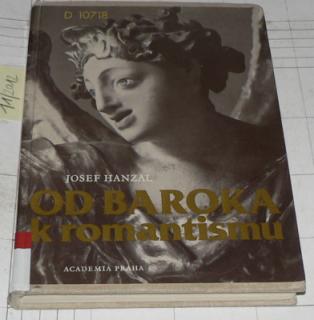 D 10718
JOSEF HANZAL
OD BAROKA
k romantismu
ACADEMIA PRAHA